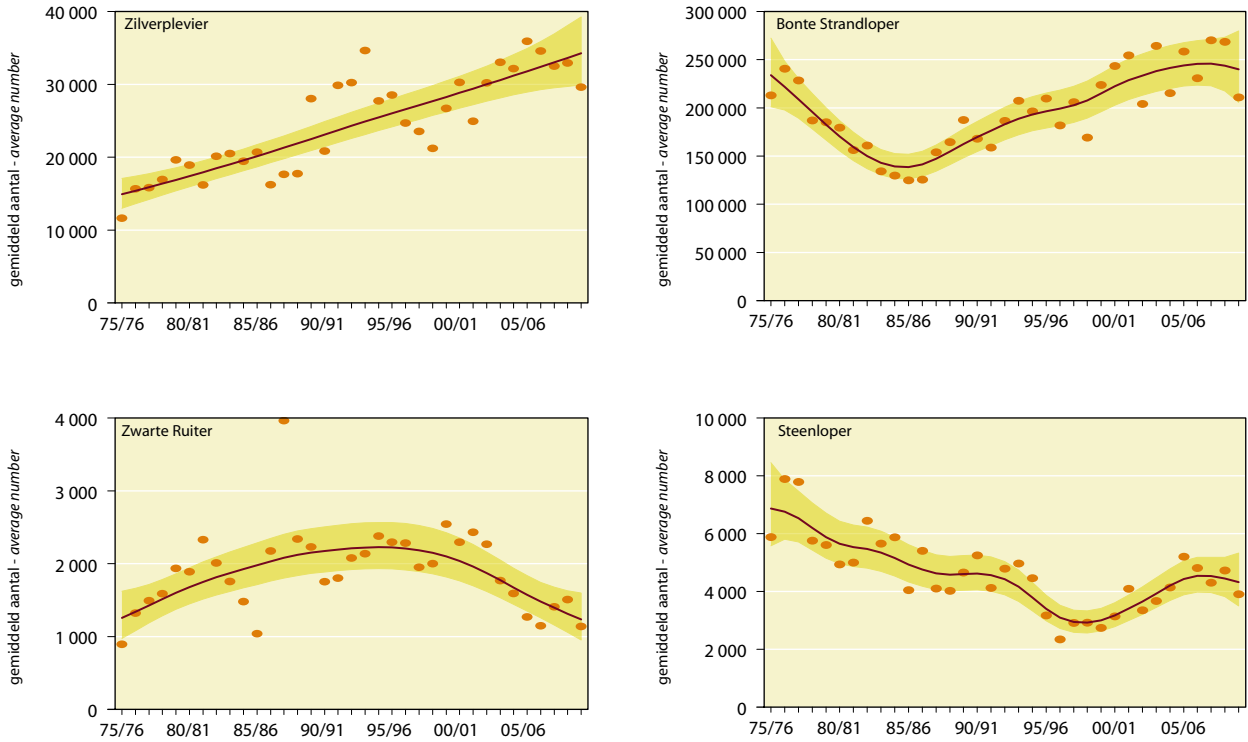 Zilverplevier
gemiddeld aantal - average number
40 000
30 000
20 000
10 000
0
75/76 80/81 85/86 90/91 95/96 00/01 05/06
Bonte Strandloper
gemiddeld aantal - average number
300 000
250 000
200 000
150 000
100 000
50 000
0
75/76 80/81 85/86 90/91 95/96 00/01 05/06
Zwarte Ruiter
gemiddeld aantal - average number
4 000
3 000
2 000
1 000
0
75/76 80/81 85/86 90/91 95/96 00/01 05/06
Steenloper
gemiddeld aantal - average number
10 000
8 000
6 000
4 000
2 000
0
75/76 80/81 85/86 90/91 95/96 00/01 05/06